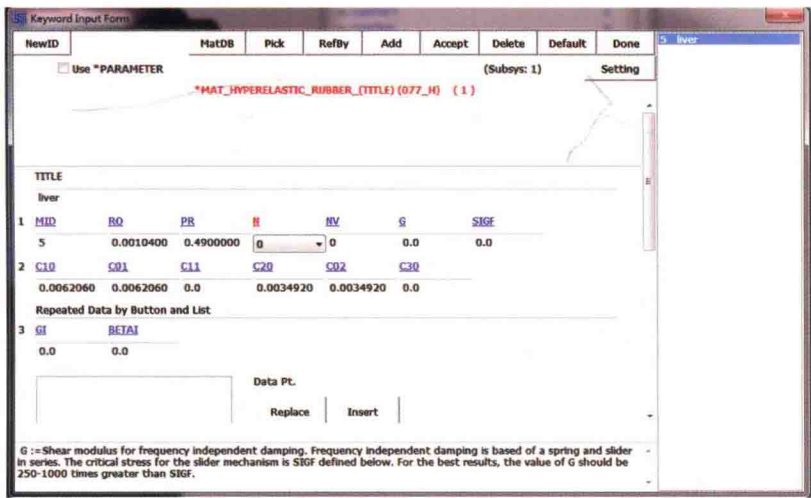 Keyword Input Form
NewID MatDB Pick RefBy Add Accept Delete Default Done
5 liver
Use *PARAMETER (Subsys: 1) Setting
*MAT_HYPERELASTIC_RUBBER_(TITLE) (077_H) (1)
TITLE
liver
1 MID RO PR N NV G SIGF
5 0.0010400 0.4900000 0 0 0.0 0.0
2 C10 C01 C11 C20 C02 C30
0.0062060 0.0062060 0.0 0.0034920 0.0034920 0.0
Repeated Data by Button and List
3 GI BETAI
0.0 0.0
Data Pt.
Replace Insert
G :=Shear modulus for frequency independent damping. Frequency independent damping is based of a spring and slider
in series. The critical stress for the slider mechanism is SIGF defined below. For the best results, the value of G should be
250-1000 times greater than SIGF.